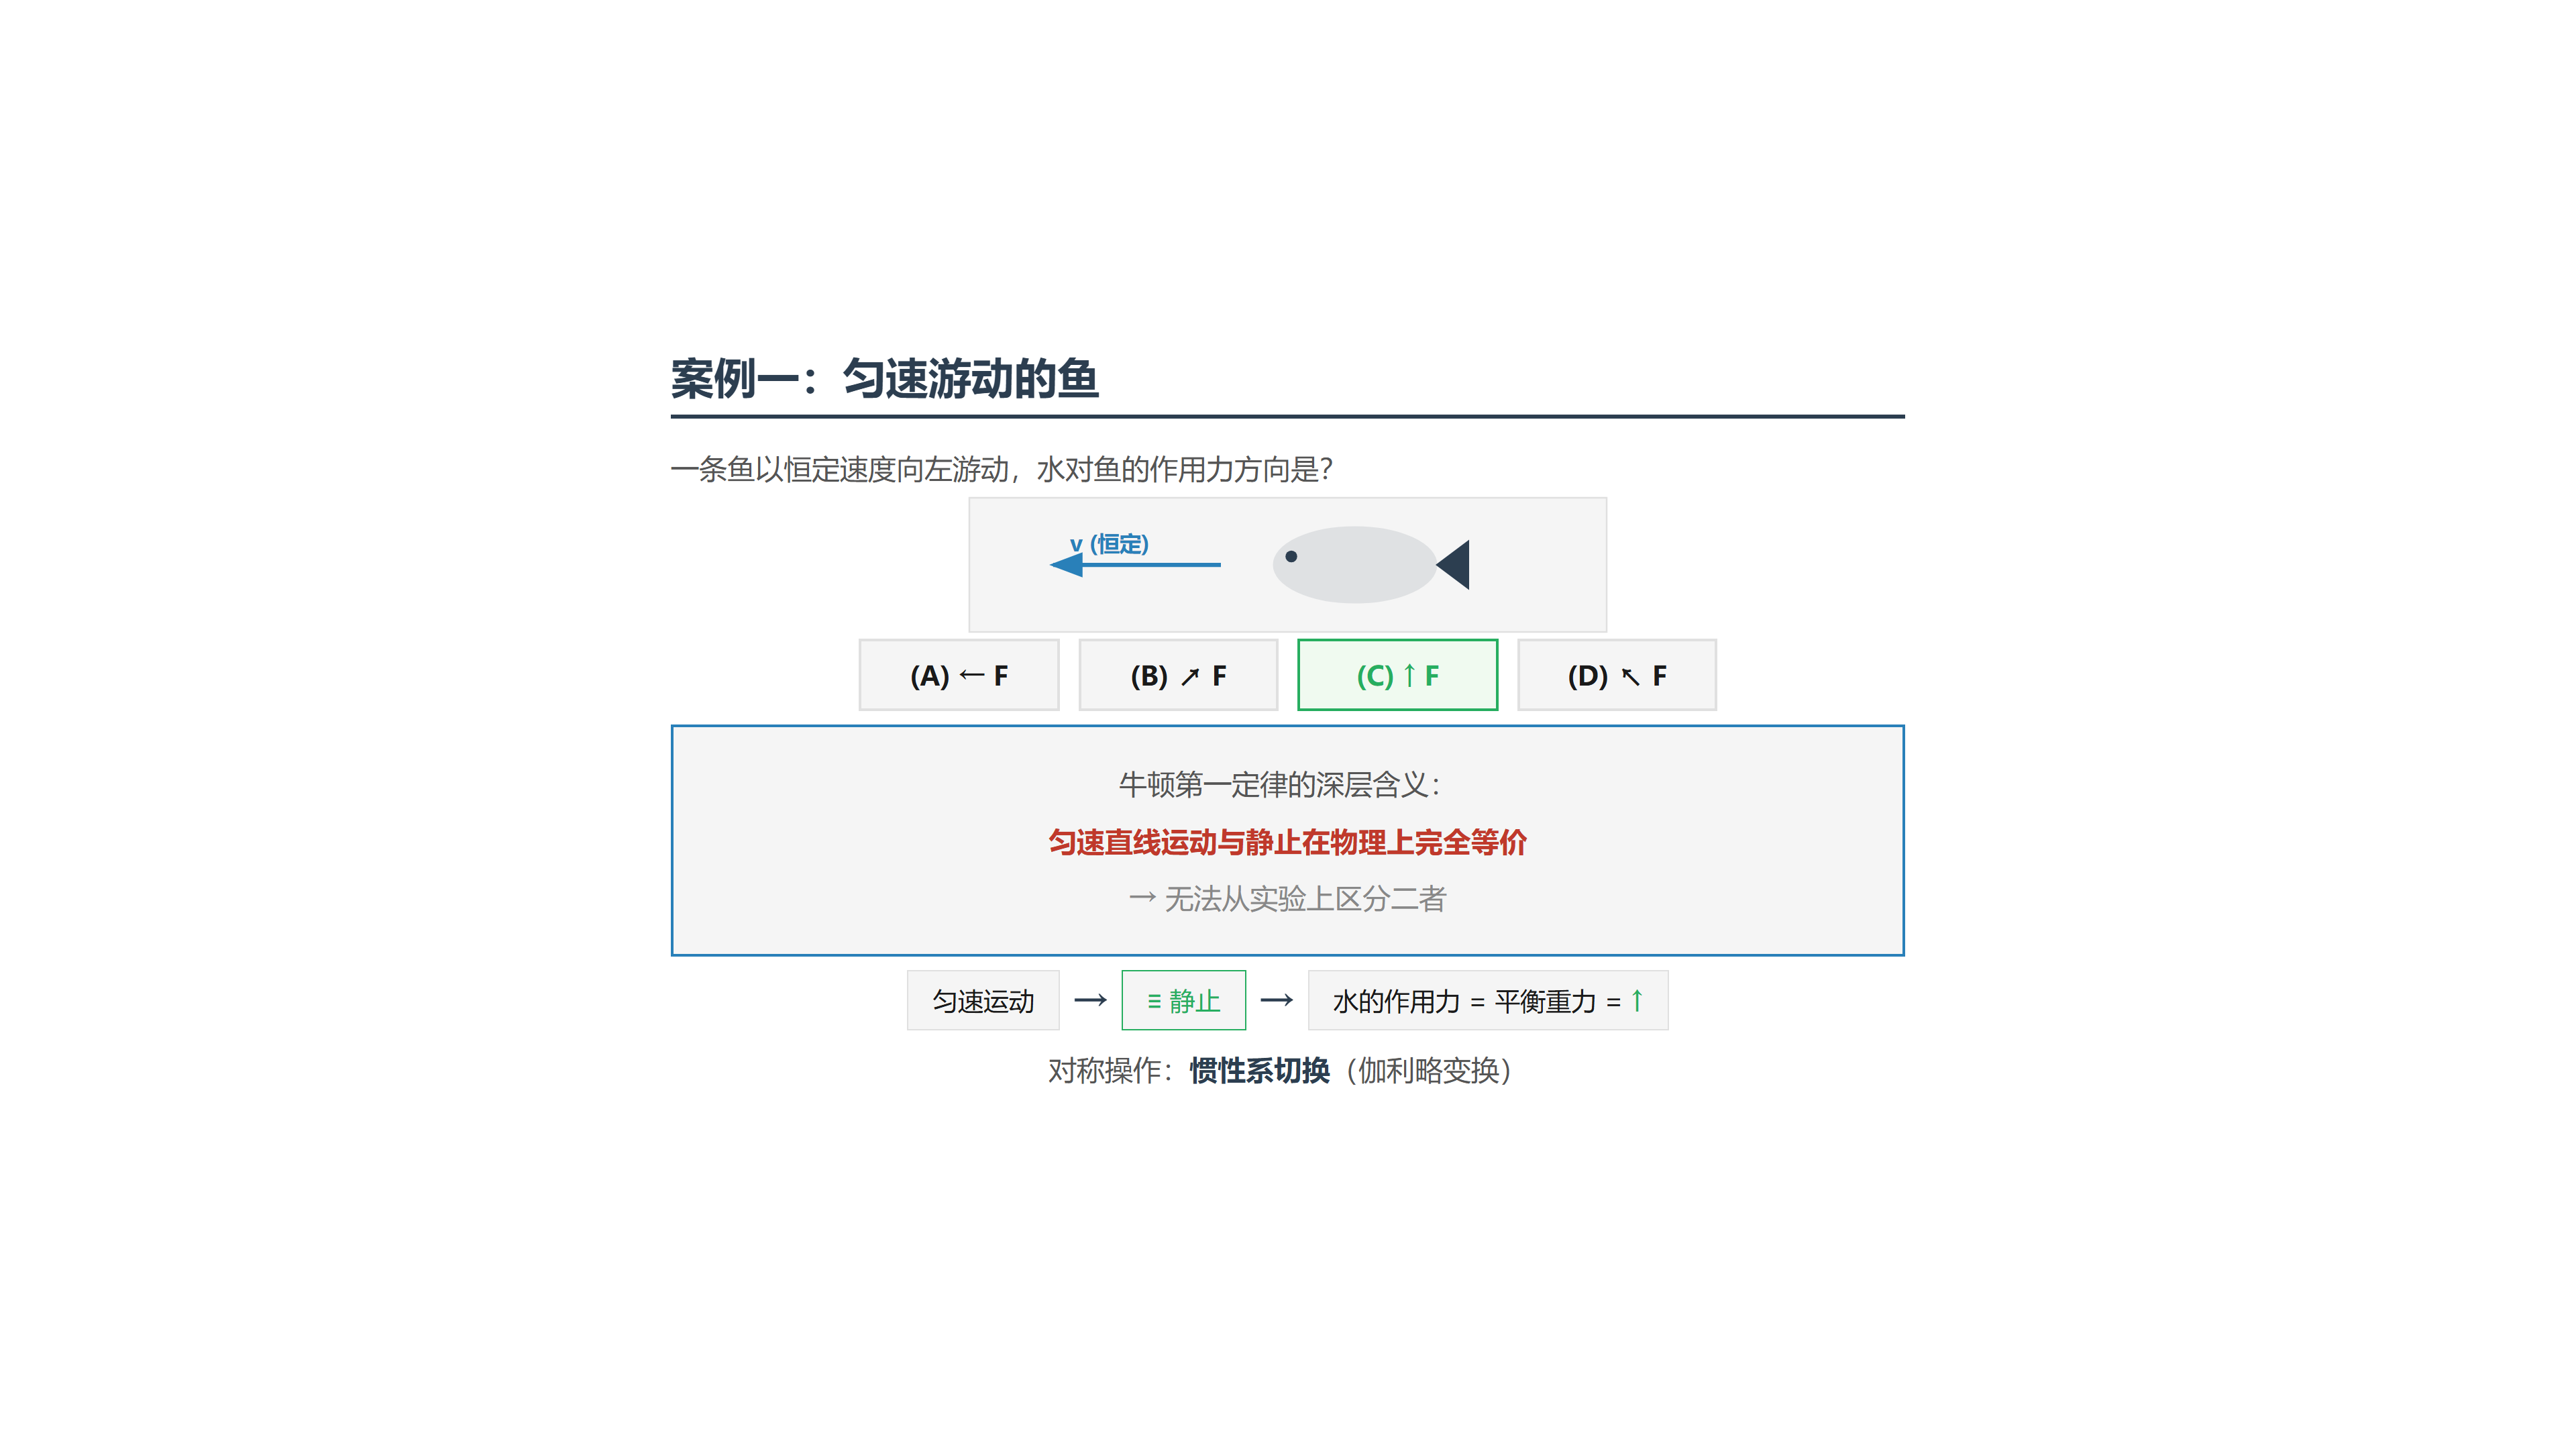 案例一：匀速游动的鱼
一条鱼以恒定速度向左游动，水对鱼的作用力方向是？
v (恒定)
(A) ← F
(B) ↗ F
(C) ↑ F
(D) ↖ F
牛顿第一定律的深层含义：
匀速直线运动与静止在物理上完全等价
→ 无法从实验上区分二者
匀速运动 → ≡ 静止 → 水的作用力 = 平衡重力 = ↑
对称操作：惯性系切换（伽利略变换）